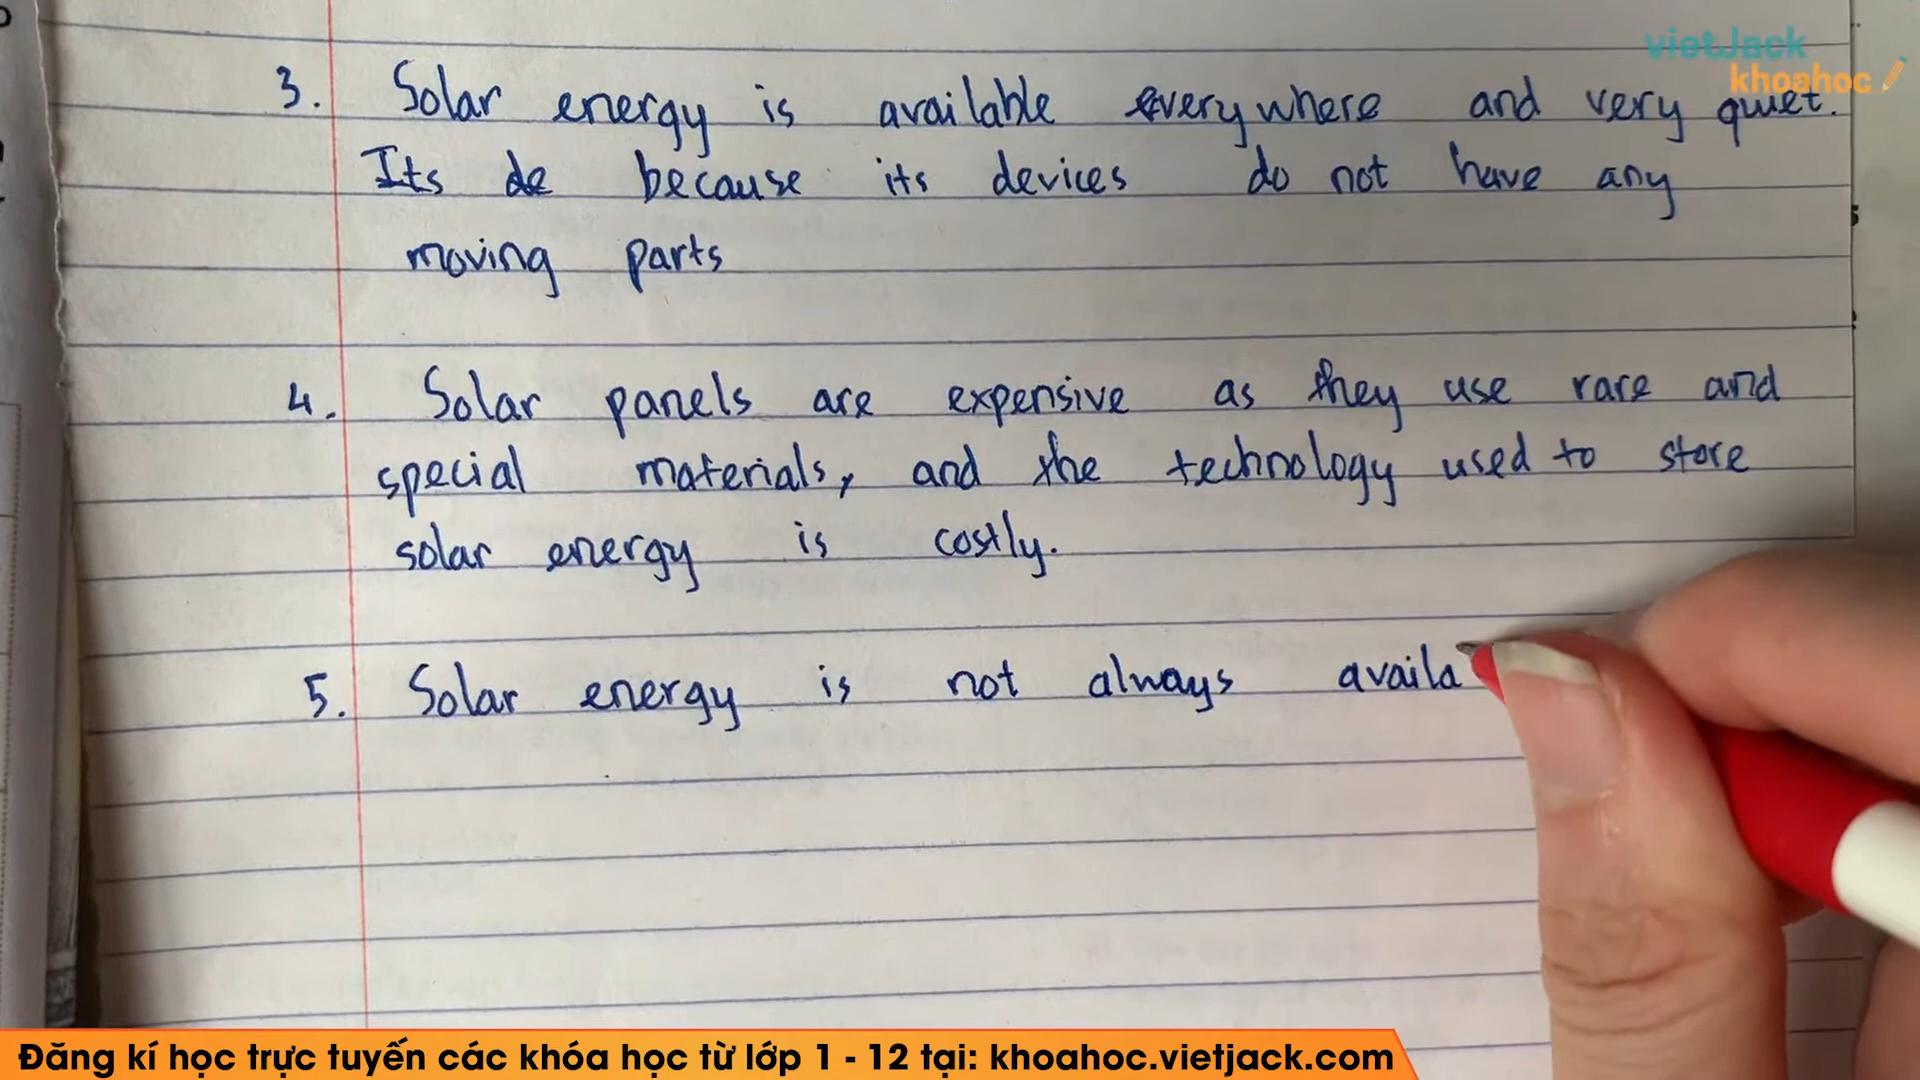 vietJack
khoahoc
3. Solar energy is available everywhere and very quiet.
Its de because its devices do not have any
moving parts
4. Solar panels are expensive as they use rare and
special materials, and the technology used to store
solar energy is costly.
5. Solar energy is not always availa
Đăng kí học trực tuyến các khóa học từ lớp 1 - 12 tại: khoahoc.vietjack.com